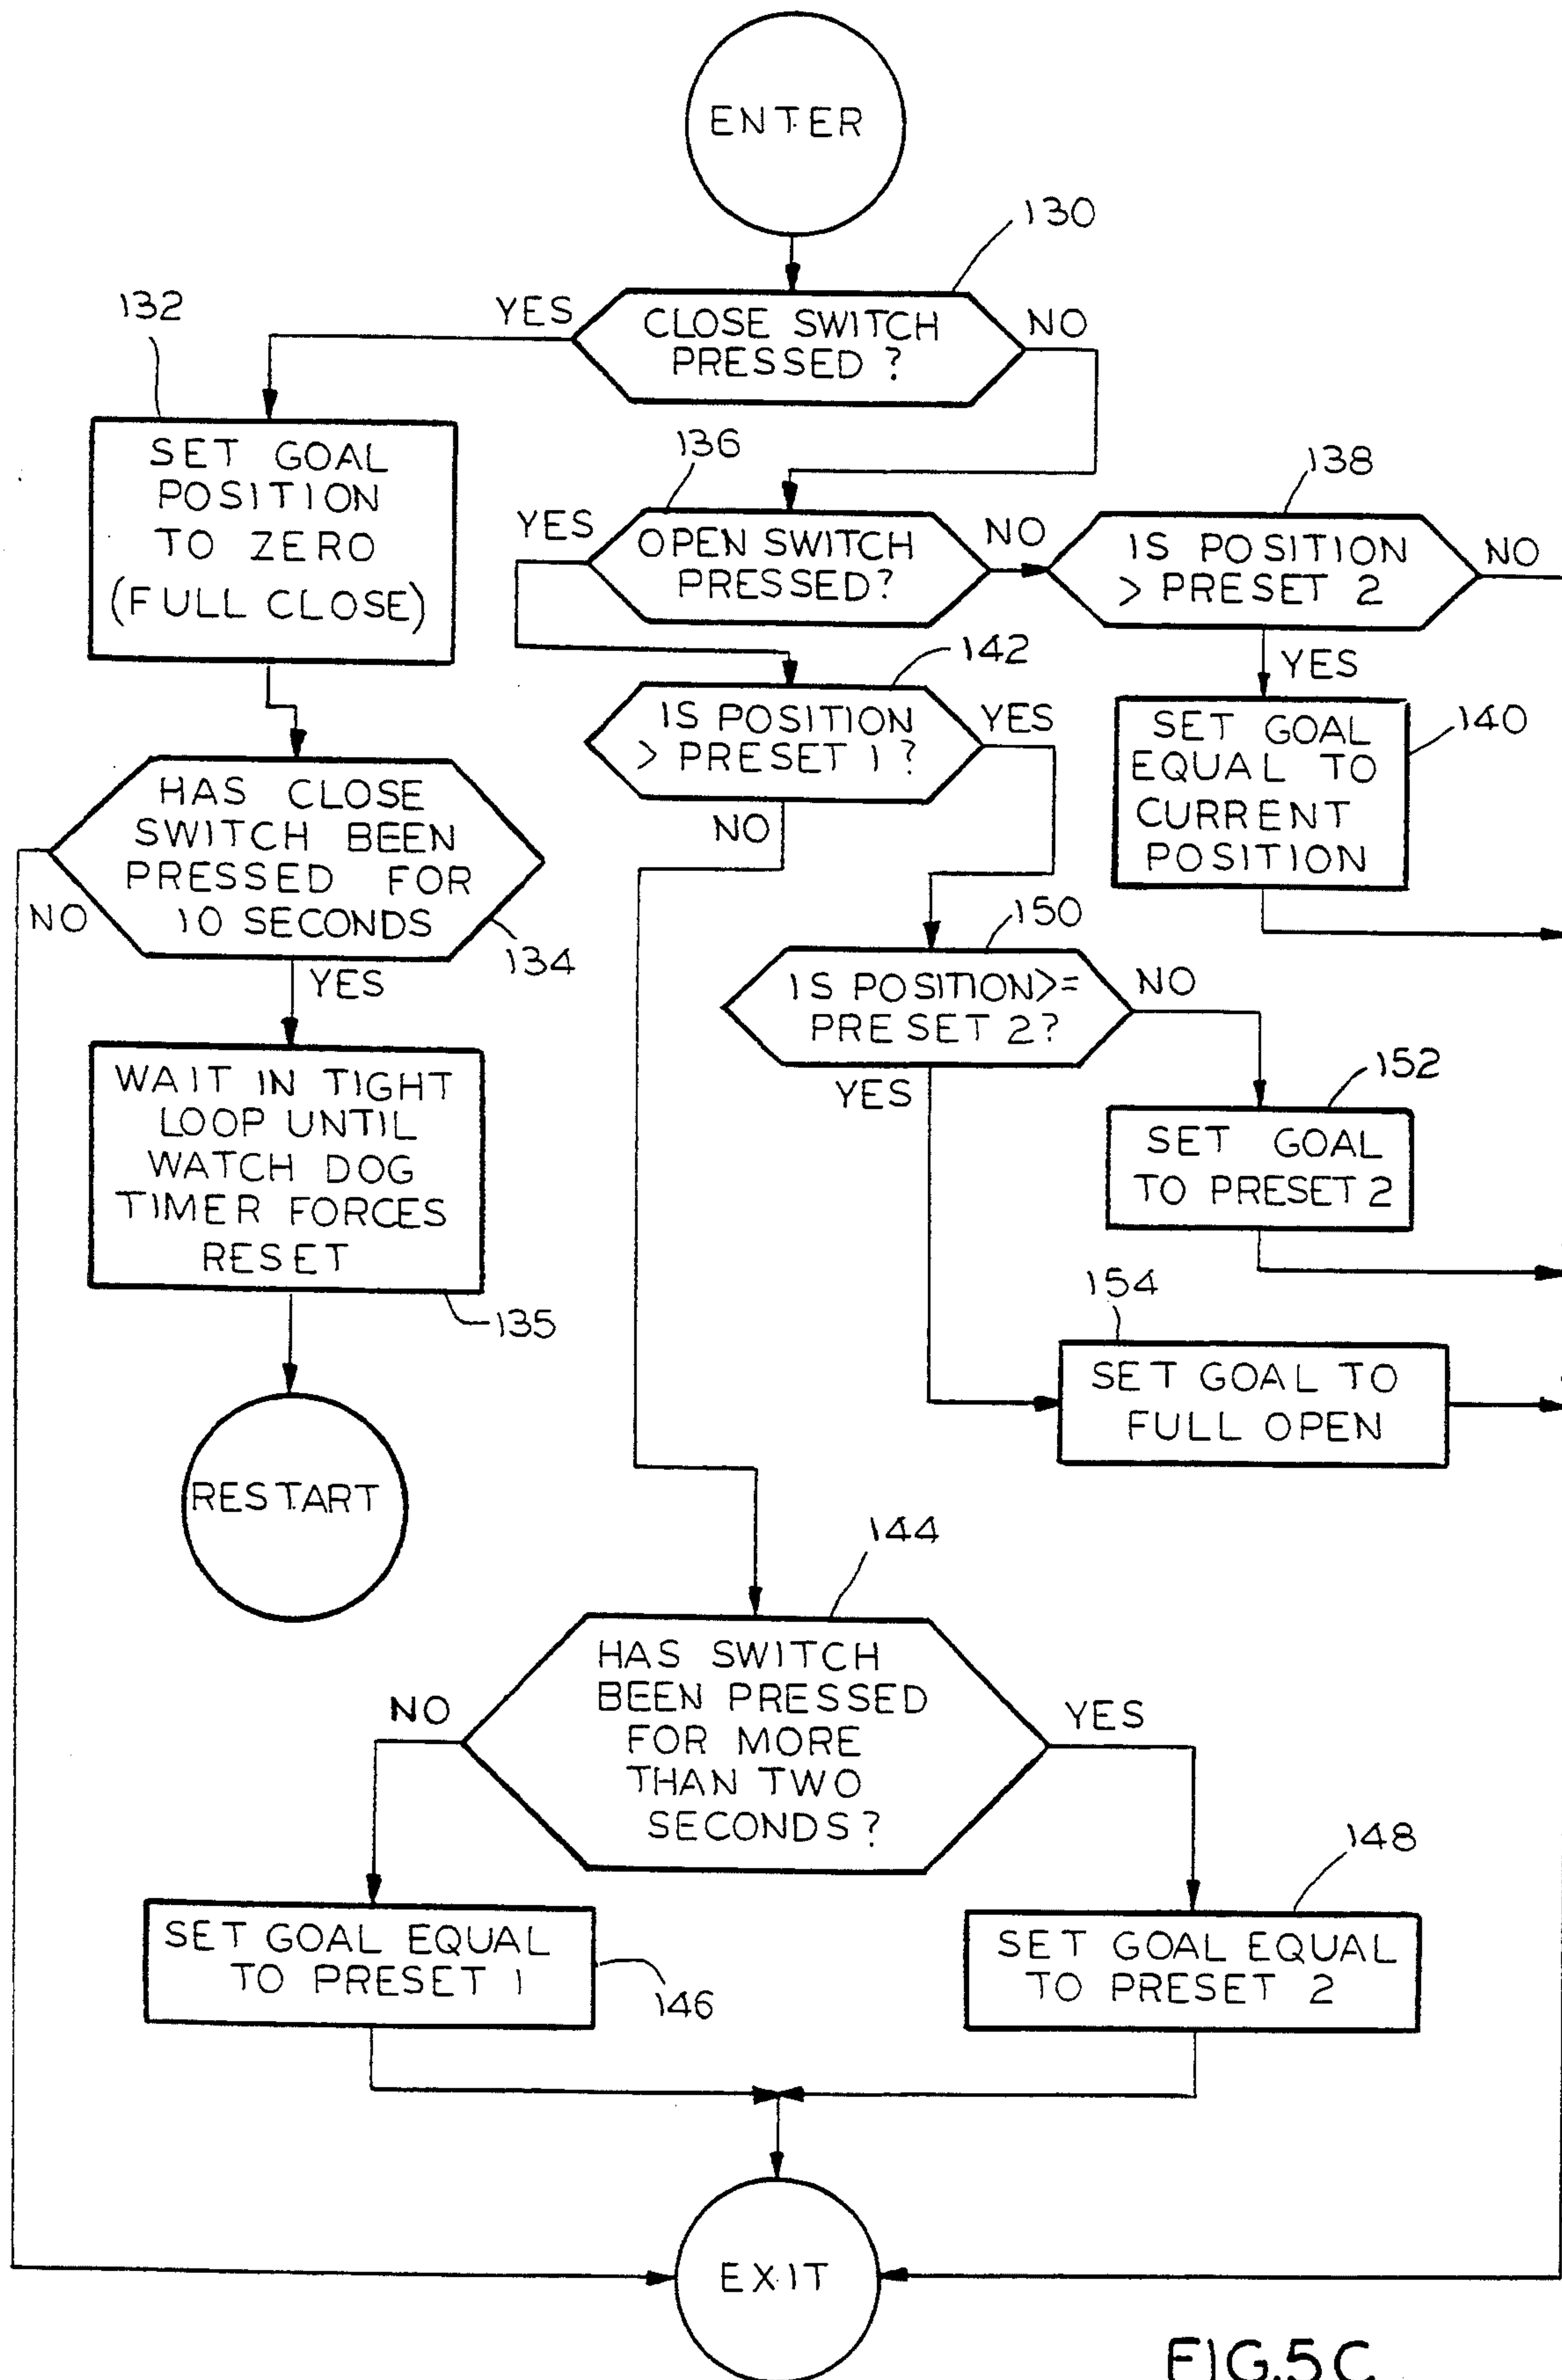 ENTER
130
132
YES
CLOSE SWITCH
PRESSED ?
NO
SET GOAL
POSITION
TO ZERO
(FULL CLOSE)
136
138
YES
OPEN SWITCH
PRESSED?
NO
IS POSITION
> PRESET 2
NO
142
YES
IS POSITION
> PRESET 1 ?
YES
NO
SET GOAL
EQUAL TO
CURRENT
POSITION
140
HAS CLOSE
SWITCH BEEN
PRESSED FOR
10 SECONDS
NO
134
YES
150
IS POSITION>=
PRESET 2?
NO
YES
152
SET GOAL
TO PRESET 2
WAIT IN TIGHT
LOOP UNTIL
WATCH DOG
TIMER FORCES
RESET
135
154
SET GOAL TO
FULL OPEN
RESTART
144
HAS SWITCH
BEEN PRESSED
FOR MORE
THAN TWO
SECONDS?
NO
YES
148
SET GOAL EQUAL
TO PRESET 1
146
SET GOAL EQUAL
TO PRESET 2
EXIT
FIG.5C